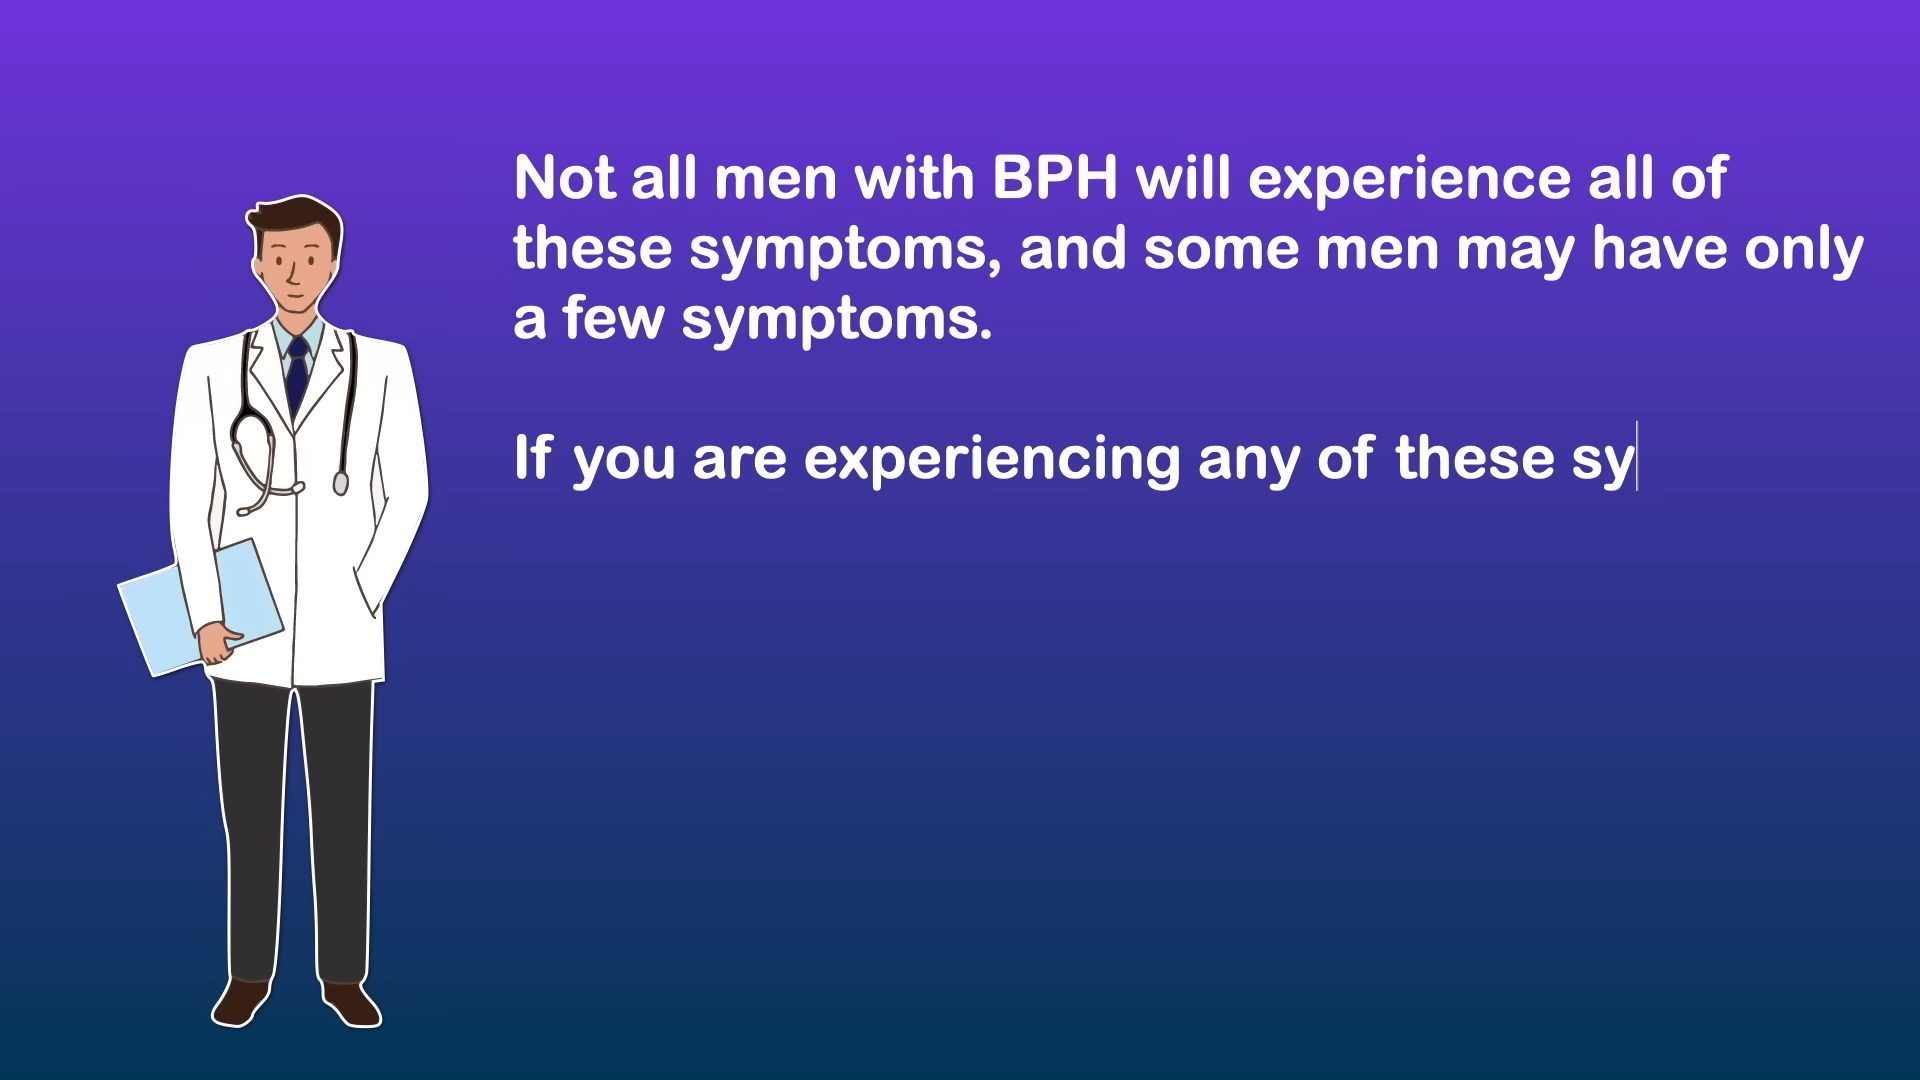 Not all men with BPH will experience all of
these symptoms, and some men may have only
a few symptoms.
If you are experiencing any of these sy